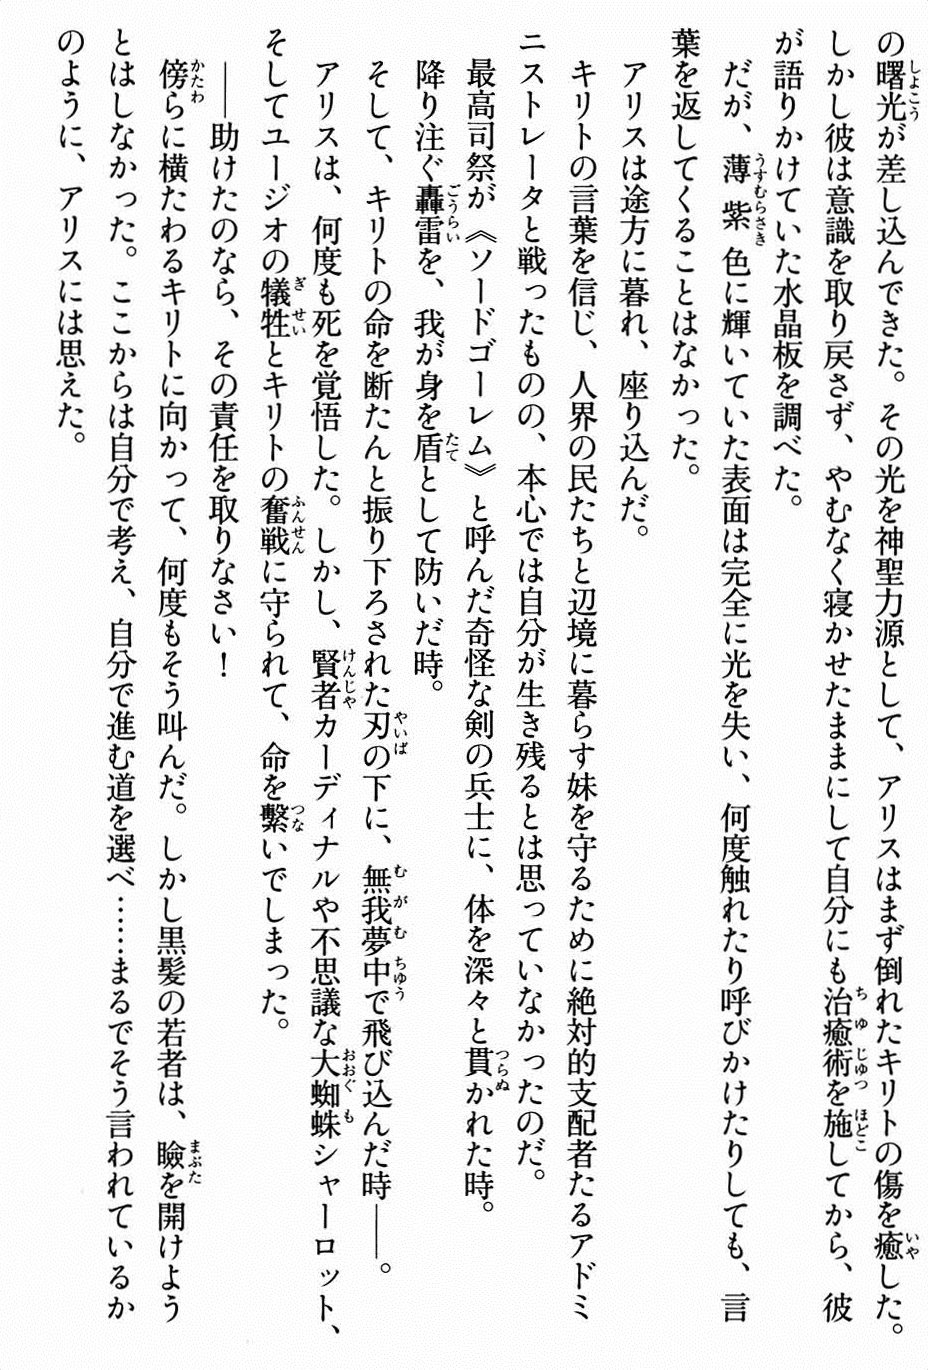 の曙光が差し込んできた。その光を神聖力源として、アリスはまず倒れたキリトの傷を癒した。
しかし彼は意識を取り戻さず、やむなく寝かせたままにして自分にも治癒術を施してから、彼
が語りかけていた水晶板を調べた。
だが、薄紫色に輝いていた表面は完全に光を失い、何度触れたり呼びかけたりしても、言
葉を返してくることはなかった。
アリスは途方に暮れ、座り込んだ。
キリトの言葉を信じ、人界の民たちと辺境に暮らす妹を守るために絶対的支配者たるアドミ
ニストレータと戦ったものの、本心では自分が生き残るとは思っていなかったのだ。
最高司祭が《ソードゴーレム》と呼んだ奇怪な剣の兵士に、体を深々と貫かれた時。
降り注ぐ轟雷を、我が身を盾として防いだ時。
そして、キリトの命を断たんと振り下ろされた刃の下に、無我夢中で飛び込んだ時――。
アリスは、何度も死を覚悟した。しかし、賢者カーディナルや不思議な大蜘蛛シャーロット、
そしてユージオの犠牲とキリトの奮戦に守られて、命を繫いでしまった。
――助けたのなら、その責任を取りなさい！
傍らに横たわるキリトに向かって、何度もそう叫んだ。しかし黒髪の若者は、瞼を開けよう
とはしなかった。ここからは自分で考え、自分で進む道を選べ……まるでそう言われているか
のように、アリスには思えた。